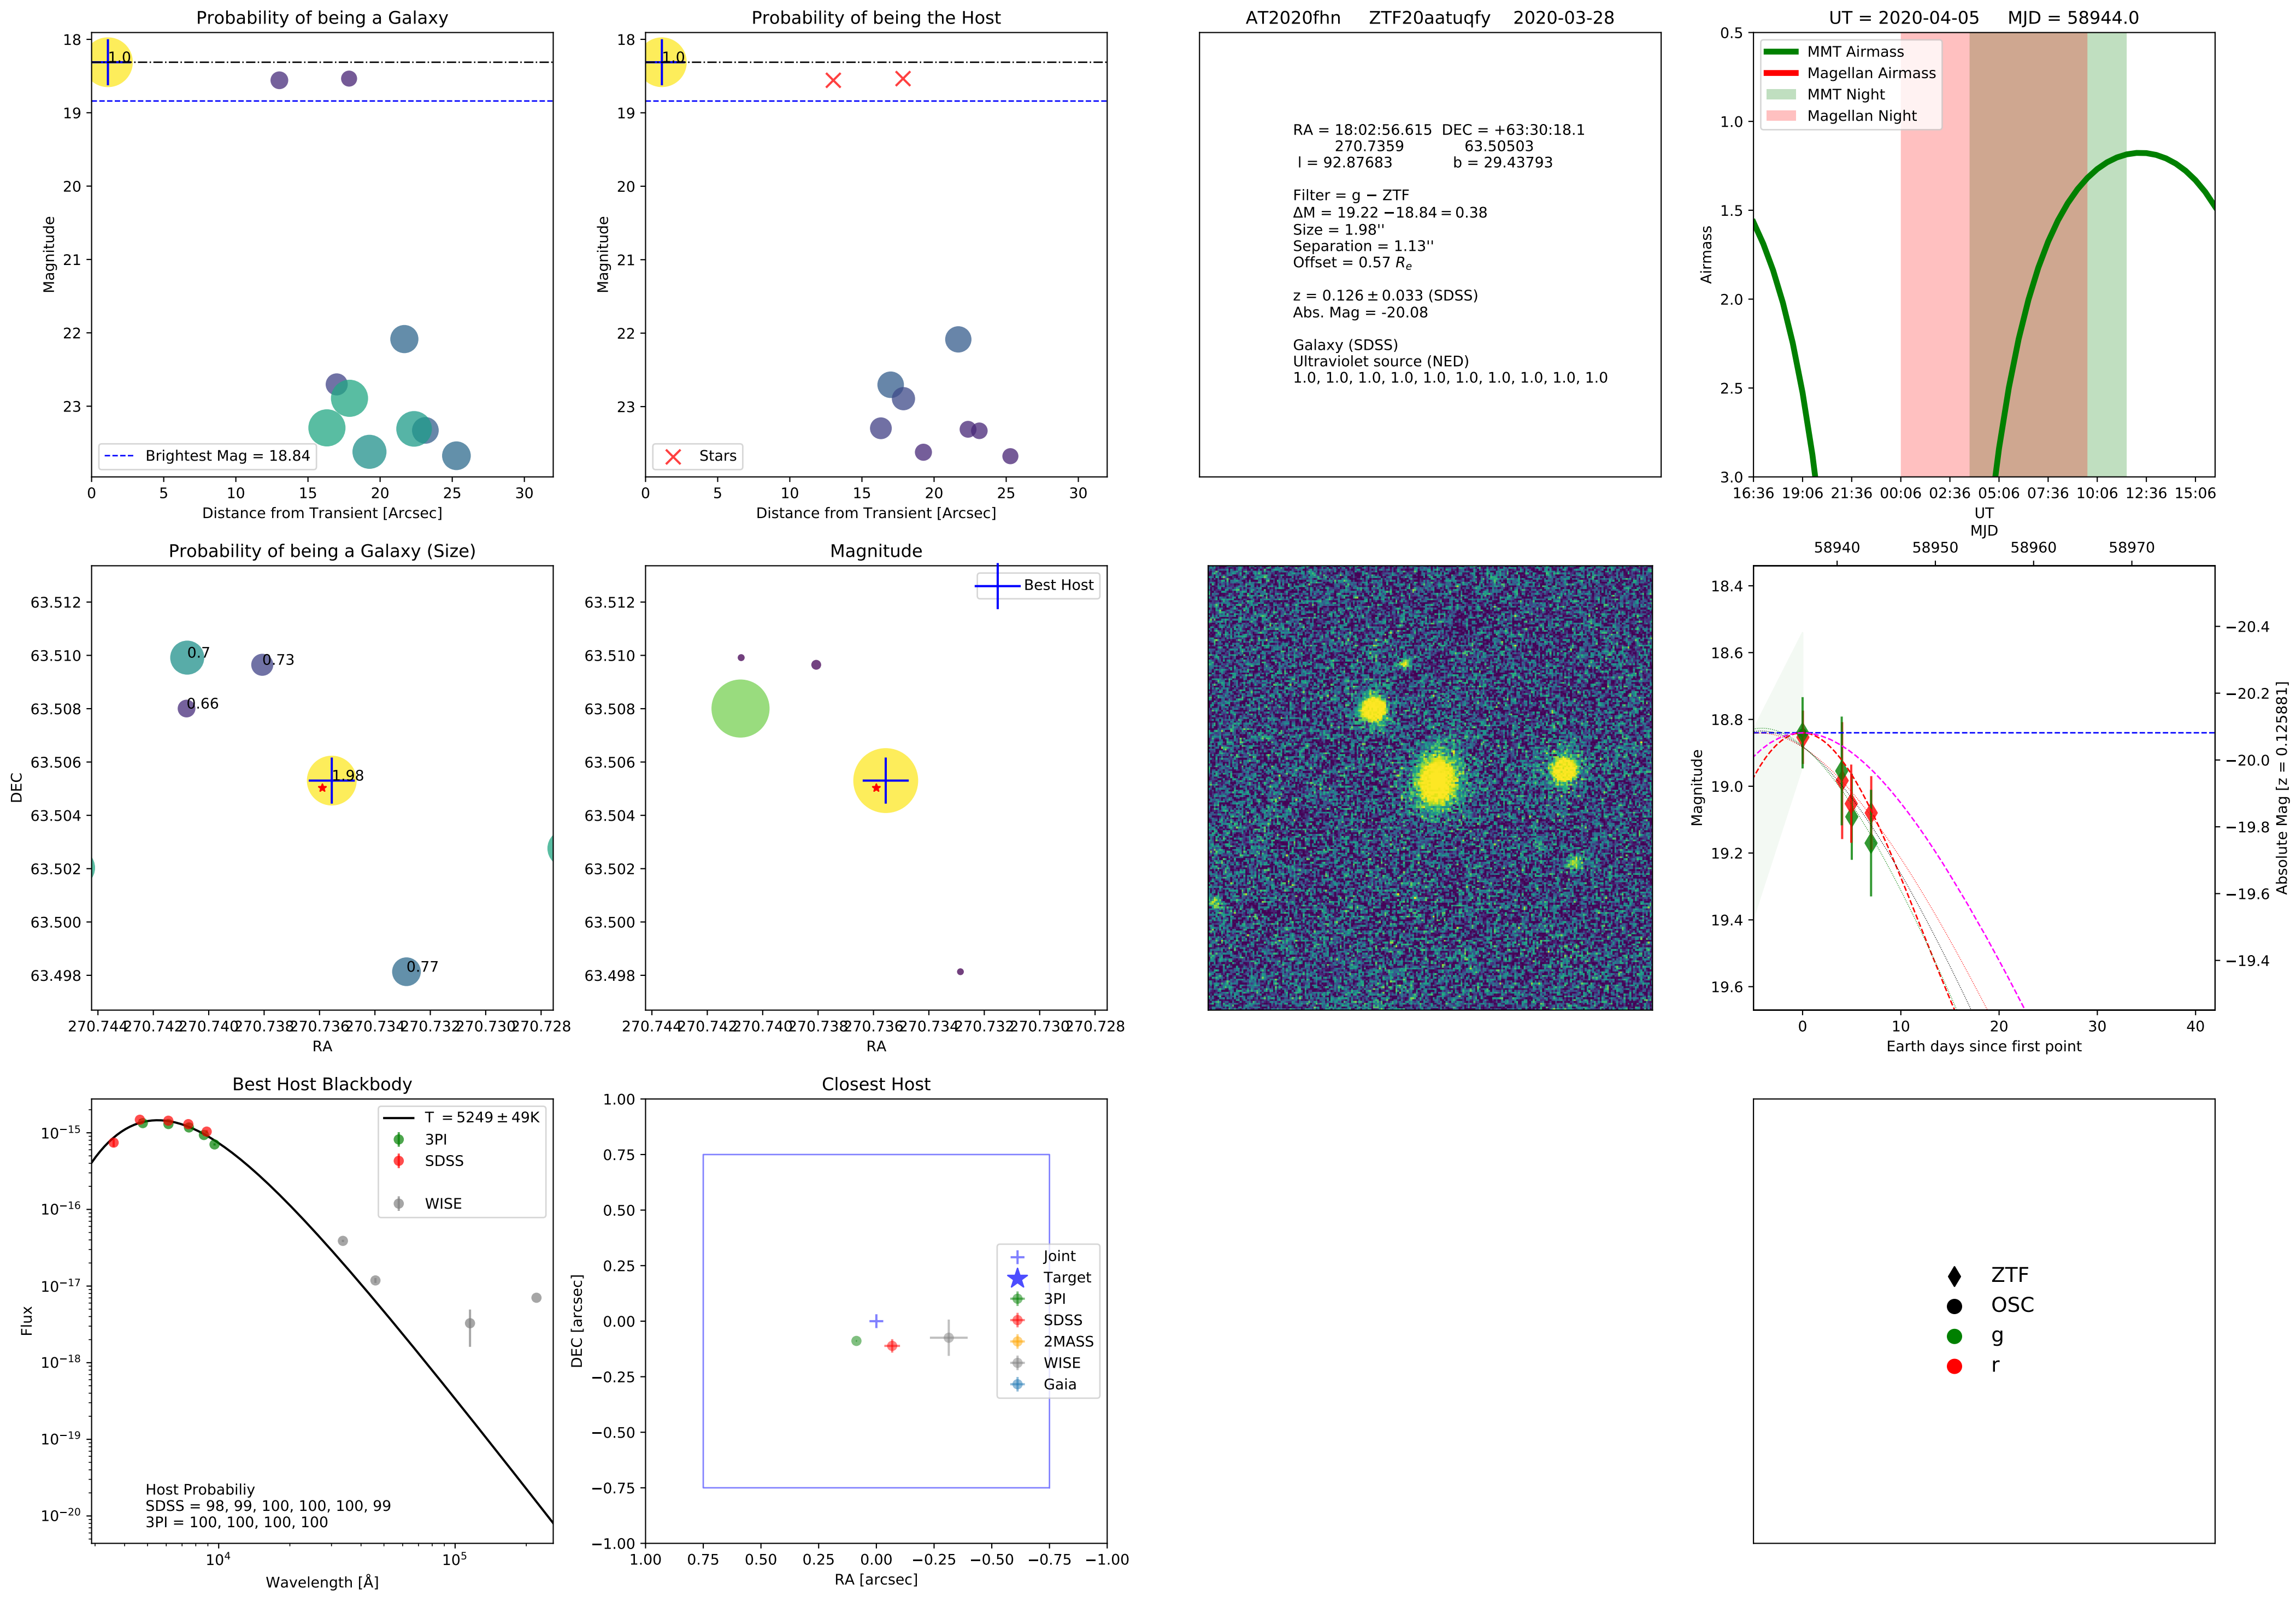 Probability of being a Galaxy
18
19
20
21
22
23
Magnitude
1.0
Brightest Mag = 18.84
0 5 10 15 20 25 30
Distance from Transient [Arcsec]
Probability of being the Host
18
19
20
21
22
23
Magnitude
1.0
Stars
0 5 10 15 20 25 30
Distance from Transient [Arcsec]
AT2020fhn ZTF20aatuqfy 2020-03-28
RA = 18:02:56.615 DEC = +63:30:18.1
270.7359 63.50503
l = 92.87683 b = 29.43793
Filter = g − ZTF
ΔM = 19.22 −18.84 = 0.38
Size = 1.98''
Separation = 1.13''
Offset = 0.57 Re
z = 0.126 ± 0.033 (SDSS)
Abs. Mag = -20.08
Galaxy (SDSS)
Ultraviolet source (NED)
1.0, 1.0, 1.0, 1.0, 1.0, 1.0, 1.0, 1.0, 1.0, 1.0
UT = 2020-04-05 MJD = 58944.0
MMT Airmass
Magellan Airmass
MMT Night
Magellan Night
0.5
1.0
1.5
2.0
2.5
3.0
Airmass
16:36 19:06 21:36 00:06 02:36 05:06 07:36 10:06 12:36 15:06
UT
Probability of being a Galaxy (Size)
63.512
63.510
63.508
63.506
63.504
63.502
63.500
63.498
DEC
0.7
0.73
0.66
1.98
0.77
270.744 270.742 270.740 270.738 270.736 270.734 270.732 270.730 270.728
RA
Magnitude
Best Host
63.512
63.510
63.508
63.506
63.504
63.502
63.500
63.498
270.744 270.742 270.740 270.738 270.736 270.734 270.732 270.730 270.728
RA
MJD
58940 58950 58960 58970
18.4
18.6
18.8
19.0
19.2
19.4
19.6
Magnitude
−20.4
−20.2
−20.0
−19.8
−19.6
−19.4
Absolute Mag [z = 0.125881]
0 10 20 30 40
Earth days since first point
Best Host Blackbody
T = 5249 ± 49K
3PI
SDSS
WISE
10−15
10−16
10−17
10−18
10−19
10−20
Flux
Host Probabiliy
SDSS = 98, 99, 100, 100, 100, 99
3PI = 100, 100, 100, 100
104 105
Wavelength [Å]
Closest Host
1.00
0.75
0.50
0.25
0.00
−0.25
−0.50
−0.75
−1.00
DEC [arcsec]
Joint
Target
3PI
SDSS
2MASS
WISE
Gaia
1.00 0.75 0.50 0.25 0.00 −0.25 −0.50 −0.75 −1.00
RA [arcsec]
ZTF
OSC
g
r